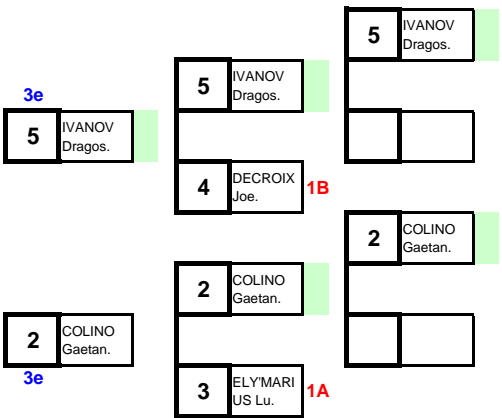 5
IVANOV
Dragos.
5
IVANOV
Dragos.
3e
5
IVANOV
Dragos.
4
DECROIX
Joe.
1B
2
COLINO
Gaetan.
2
COLINO
Gaetan.
2
COLINO
Gaetan.
3e
3
ELY'MARI
US Lu.
1A